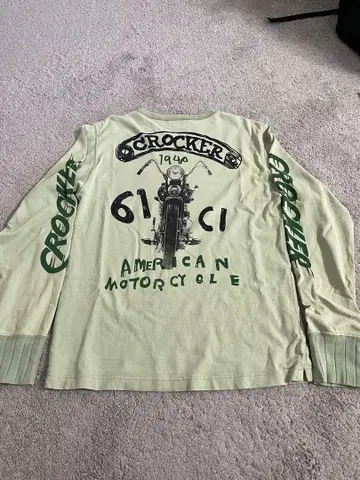 CROCKER
1940
61 CI
AMERICAN
MOTORCYCLE
CROCKER
CROCKER